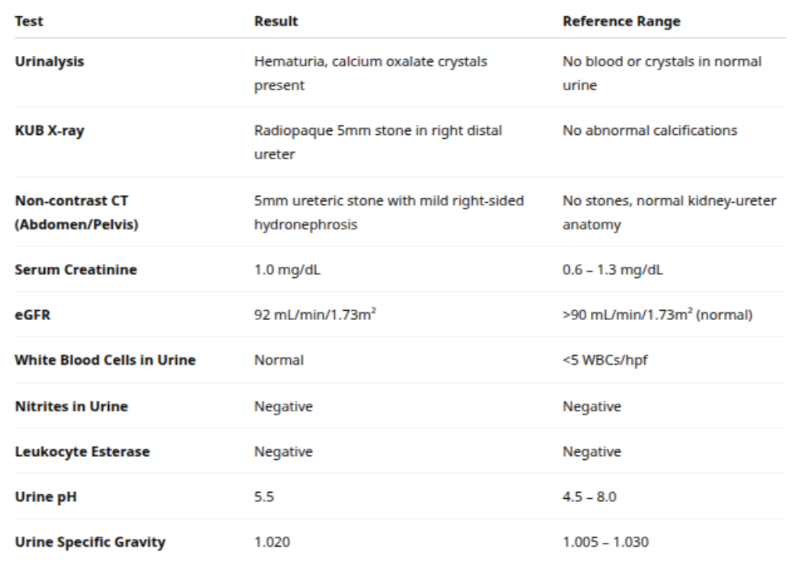 Test Result Reference Range
Urinalysis Hematuria, calcium oxalate crystals No blood or crystals in normal
present urine
KUB X-ray Radiopaque 5mm stone in right distal No abnormal calcifications
ureter
Non-contrast CT 5mm ureteric stone with mild right-sided No stones, normal kidney-ureter
(Abdomen/Pelvis) hydronephrosis anatomy
Serum Creatinine 1.0 mg/dL 0.6 – 1.3 mg/dL
eGFR 92 mL/min/1.73m² >90 mL/min/1.73m² (normal)
White Blood Cells in Urine Normal <5 WBCs/hpf
Nitrites in Urine Negative Negative
Leukocyte Esterase Negative Negative
Urine pH 5.5 4.5 – 8.0
Urine Specific Gravity 1.020 1.005 – 1.030